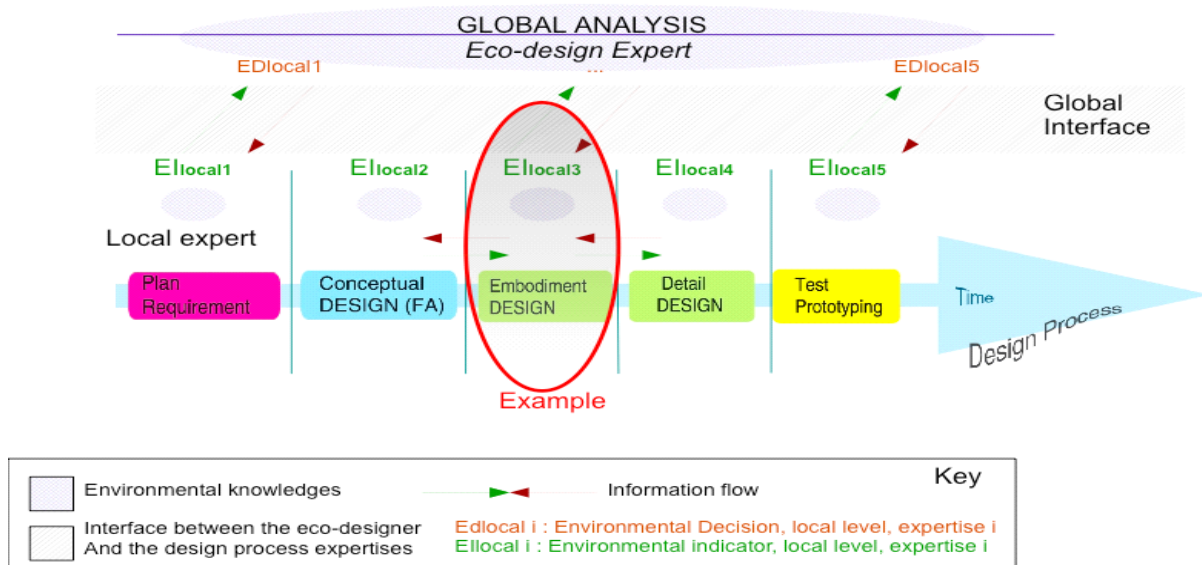 GLOBAL ANALYSIS
Eco-design Expert
EDlocal1
...
EDlocal5
Global
Interface
EIlocal1
EIlocal2
EIlocal3
EIlocal4
EIlocal5
Local expert
Plan
Requirement
Conceptual
DESIGN (FA)
Embodiment
DESIGN
Detail
DESIGN
Test
Prototyping
Time
Design Process
Example
Key
Environmental knowledges
Information flow
Interface between the eco-designer
And the design process expertises
Edlocal i : Environmental Decision, local level, expertise i
EIlocal i : Environmental indicator, local level, expertise i